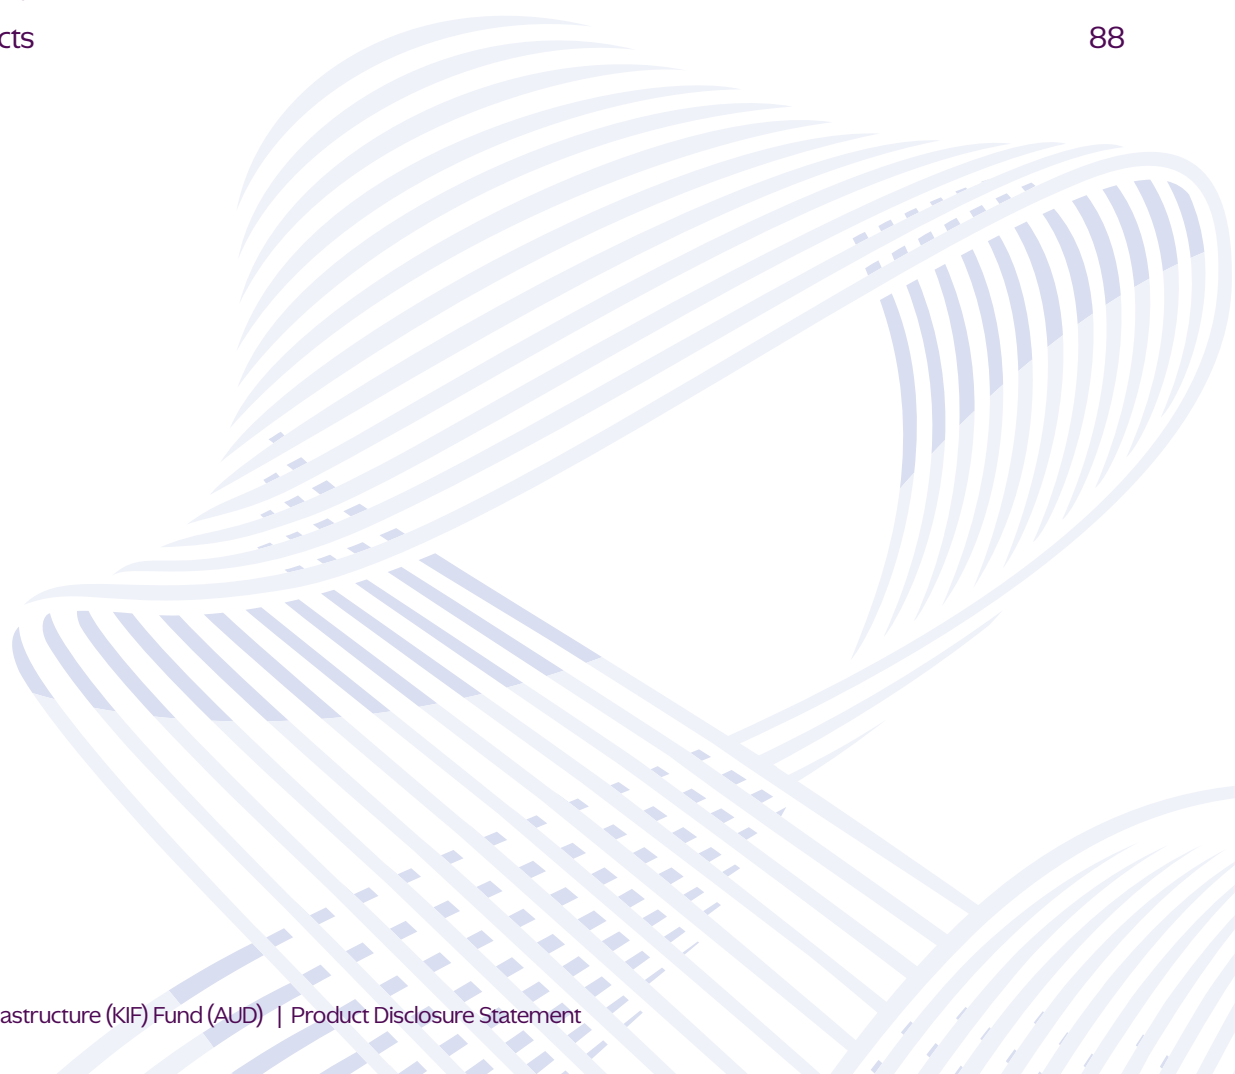 cts 88
astructure (KIF) Fund (AUD) | Product Disclosure Statement